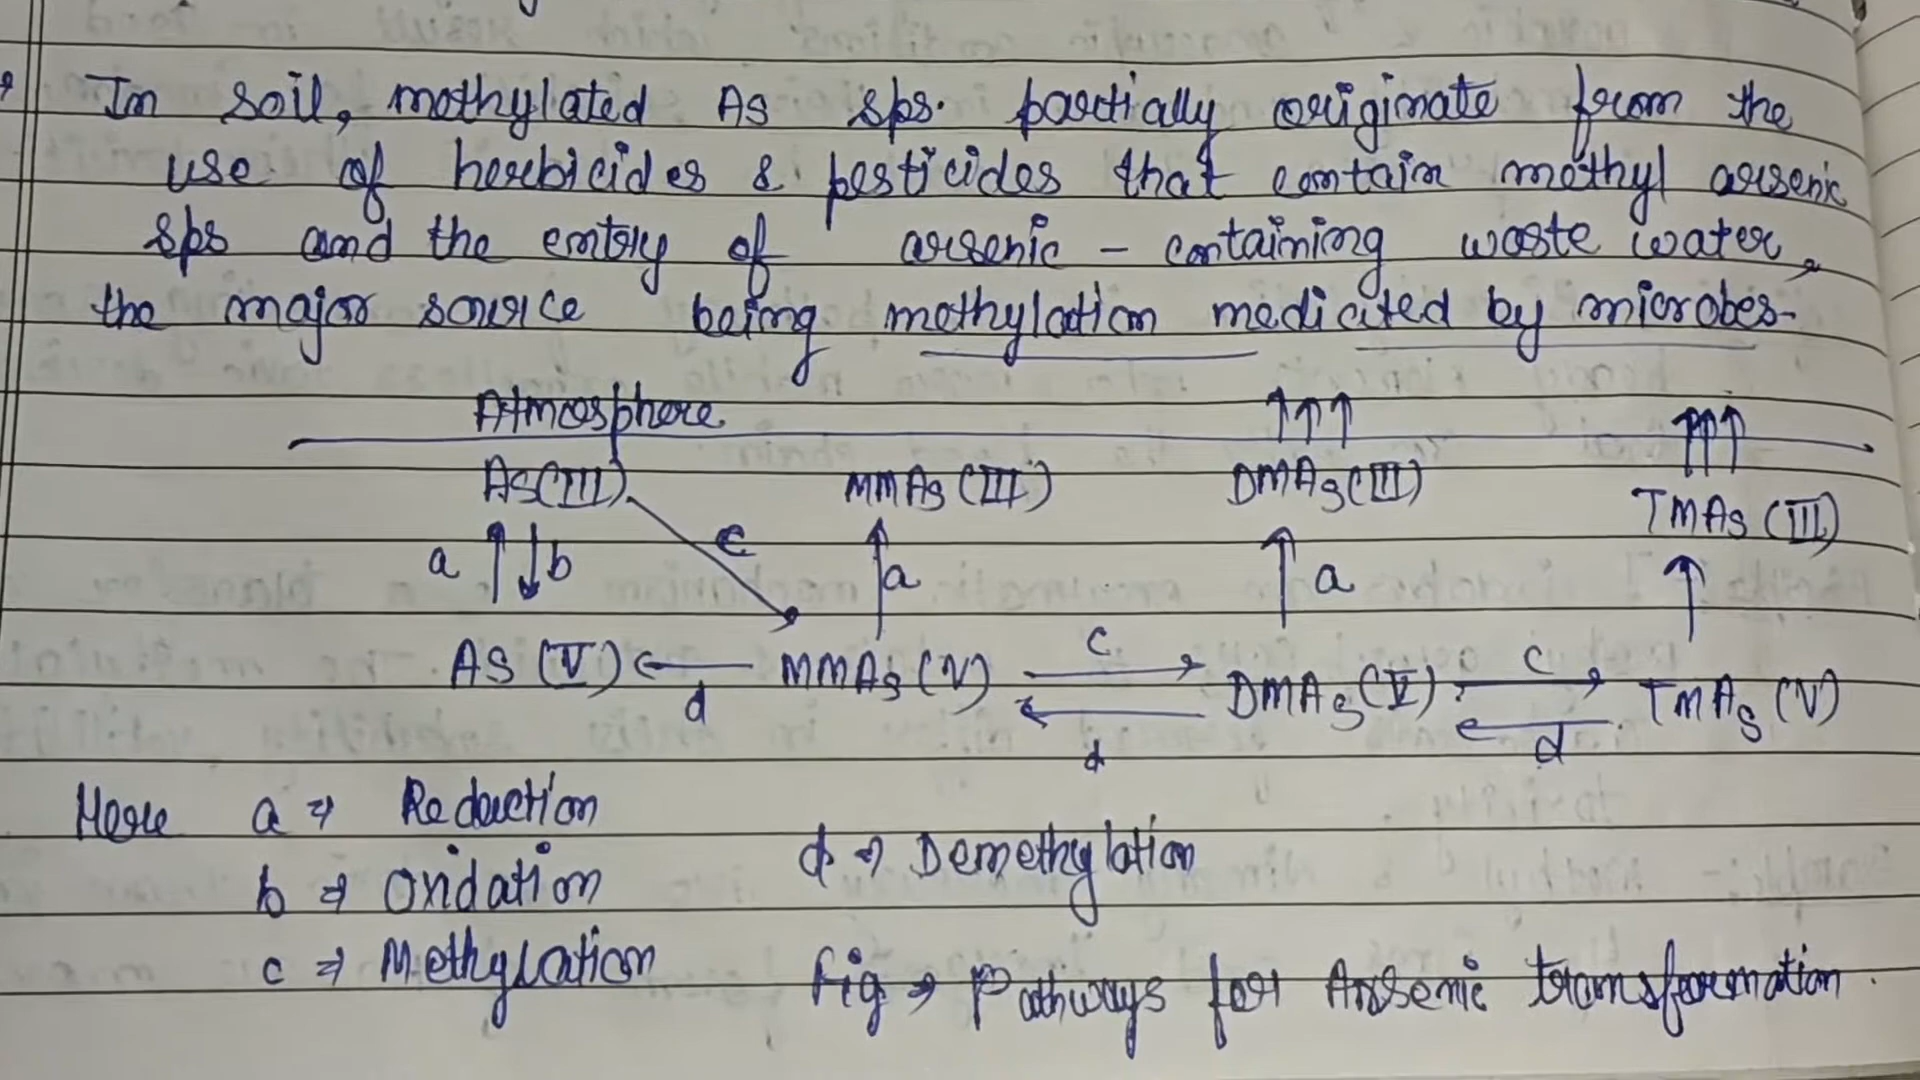 In soil, methylated As sps. partially originate from the
use of herbicides & pesticides that contain methyl arsenic
sps and the entry of arsenic - containing waste water,
the major source being methylation medicited by microbes-
Atmosphere
As(III) MMAs (III) DMAs(III) TMAs (III)
a b c a a
As (V) d MMAs (V) c d DMAs (V) c d TMAs (V)
Here a ⇒ Reduction
b ⇒ Oxidation
c ⇒ Methylation
d ⇒ Demethylation
fig ⇒ Pathways for Arsenic transformation.